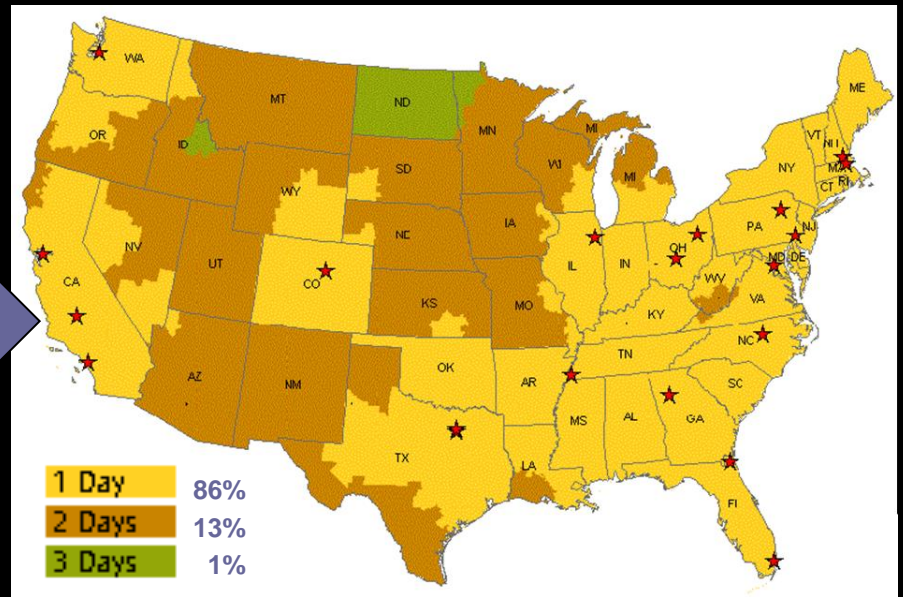 WA
MT
ND
MN
MI
ME
OR
ID
SD
WI
MI
VT
NH
NY
MA
RI
CT
WY
NE
IA
PA
NJ
NV
UT
CO
KS
MO
IL
IN
OH
WV
MD
DE
CA
KY
VA
AZ
NM
OK
AR
TN
NC
SC
MS
AL
GA
TX
LA
FI
1 Day 86%
2 Days 13%
3 Days 1%